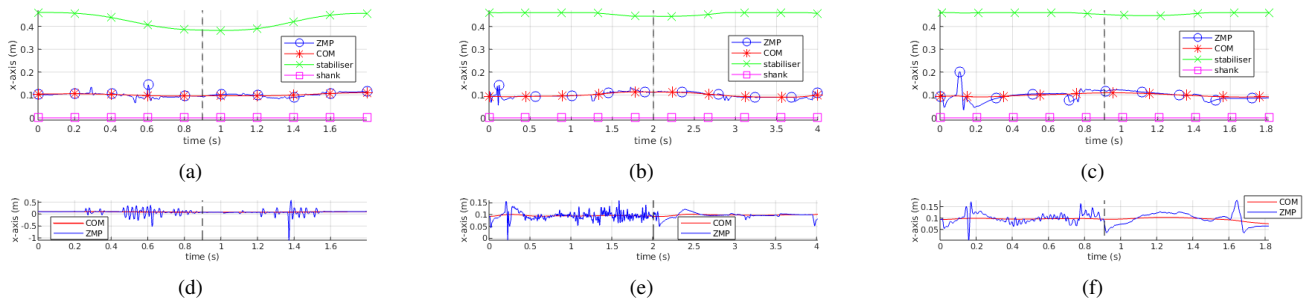 x-axis (m)
0.4
0.3
0.2
0.1
0
ZMP
COM
stabiliser
shank
0 0.2 0.4 0.6 0.8 1 1.2 1.4 1.6
time (s)
(a)
x-axis (m)
0.4
0.3
0.2
0.1
0
ZMP
COM
stabiliser
shank
0 0.5 1 1.5 2 2.5 3 3.5 4
time (s)
(b)
x-axis (m)
0.4
0.3
0.2
0.1
0
ZMP
COM
stabiliser
shank
0 0.2 0.4 0.6 0.8 1 1.2 1.4 1.6 1.8
time (s)
(c)
x-axis (m)
0.5
0
-0.5
-1
COM
ZMP
0 0.2 0.4 0.6 0.8 1 1.2 1.4 1.6
time (s)
(d)
x-axis (m)
0.1
0.05
0
COM
ZMP
0 0.5 1 1.5 2 2.5 3 3.5 4
time (s)
(e)
x-axis (m)
0.15
0.1
0.05
COM
ZMP
0 0.2 0.4 0.6 0.8 1 1.2 1.4 1.6 1.8
time (s)
(f)